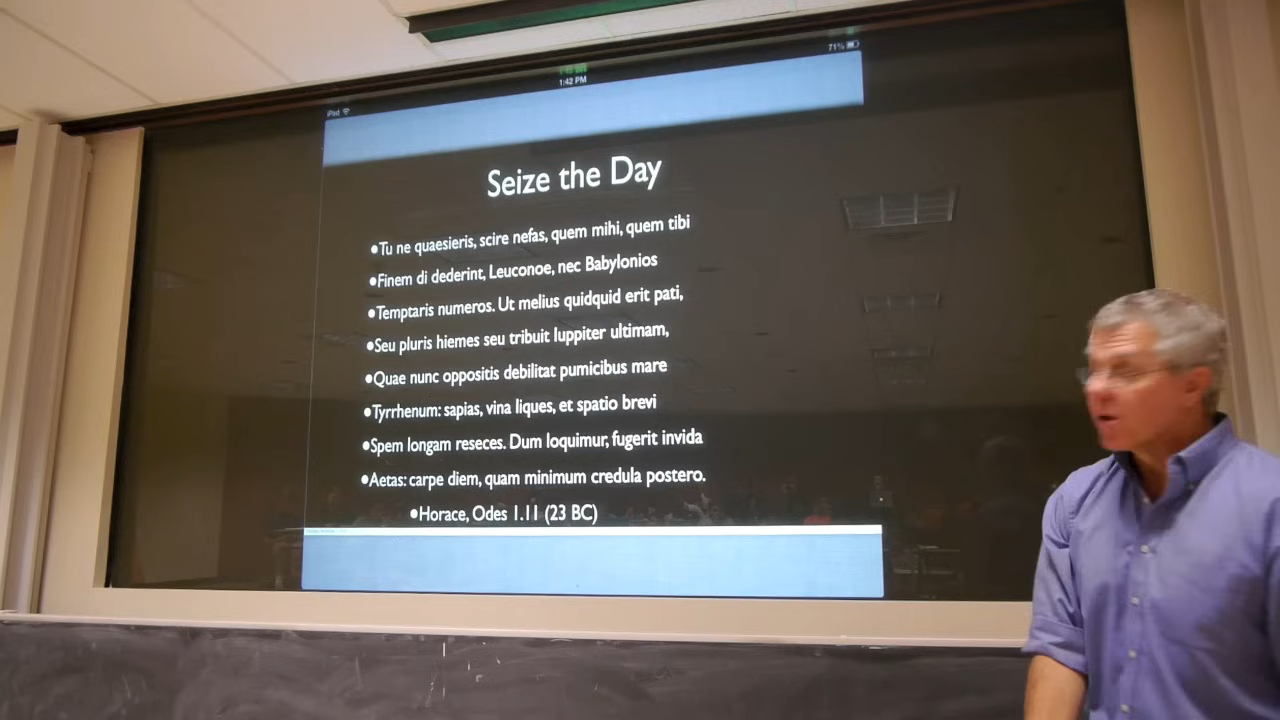 iPad
1:42 PM
71%
Seize the Day
•Tu ne quaesieris, scire nefas, quem mihi, quem tibi
•Finem di dederint, Leuconoe, nec Babylonios
•Temptaris numeros. Ut melius quidquid erit pati,
•Seu pluris hiemes seu tribuit Iuppiter ultimam,
•Quae nunc oppositis debilitat pumicibus mare
•Tyrrhenum: sapias, vina liques, et spatio brevi
•Spem longam reseces. Dum loquimur, fugerit invida
•Aetas: carpe diem, quam minimum credula postero.
•Horace, Odes 1.11 (23 BC)